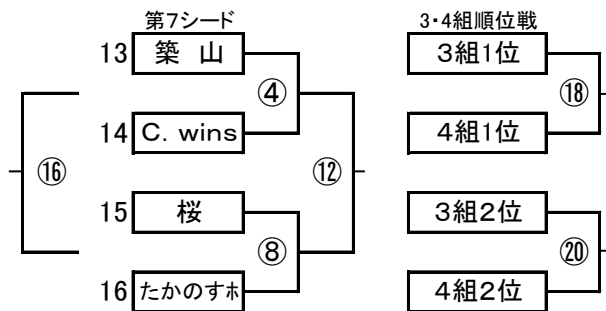 第7シード
13 築 山
④
14 C. wins
⑯
⑫
15 桜
⑧
16 たかのすホ
3・4組順位戦
3組1位
⑱
4組1位
3組2位
⑳
4組2位